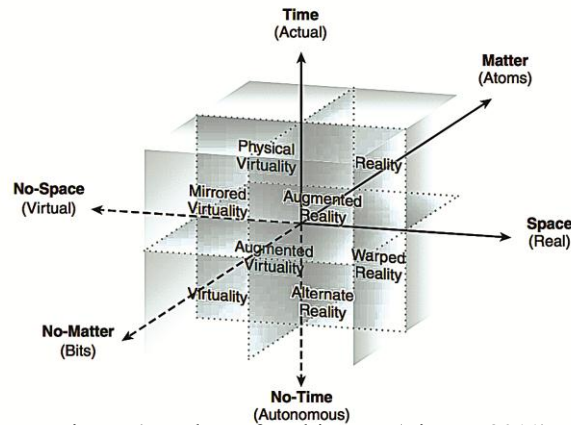 Time
(Actual)
Matter
(Atoms)
Physical
Virtuality
Reality
No-Space
(Virtual)
Mirrored
Virtuality
Augmented
Reality
Space
(Real)
Augmented
Virtuality
Warped
Reality
Virtuality
Alternate
Reality
No-Matter
(Bits)
No-Time
(Autonomous)